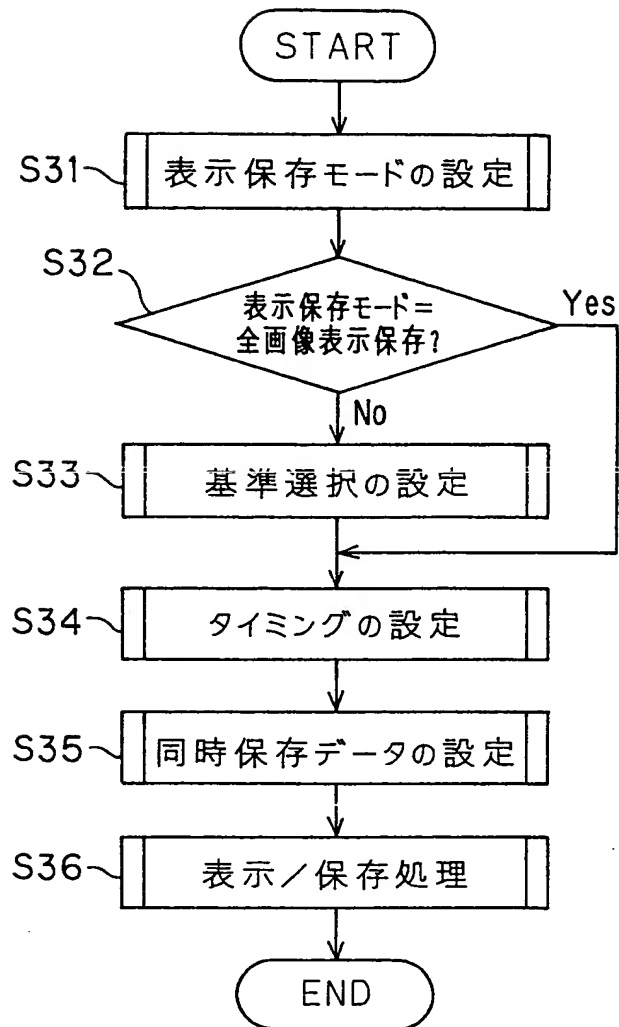 START
S31
表示保存モードの設定
S32
表示保存モード=
全画像表示保存?
Yes
No
S33
基準選択の設定
S34
タイミングの設定
S35
同時保存データの設定
S36
表示/保存処理
END